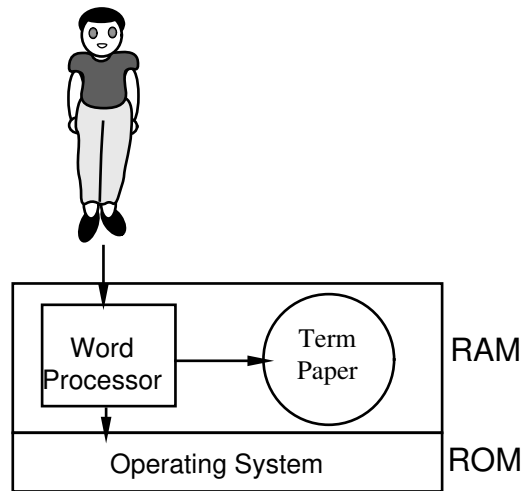 Word
Processor
Term
Paper
RAM
Operating System
ROM